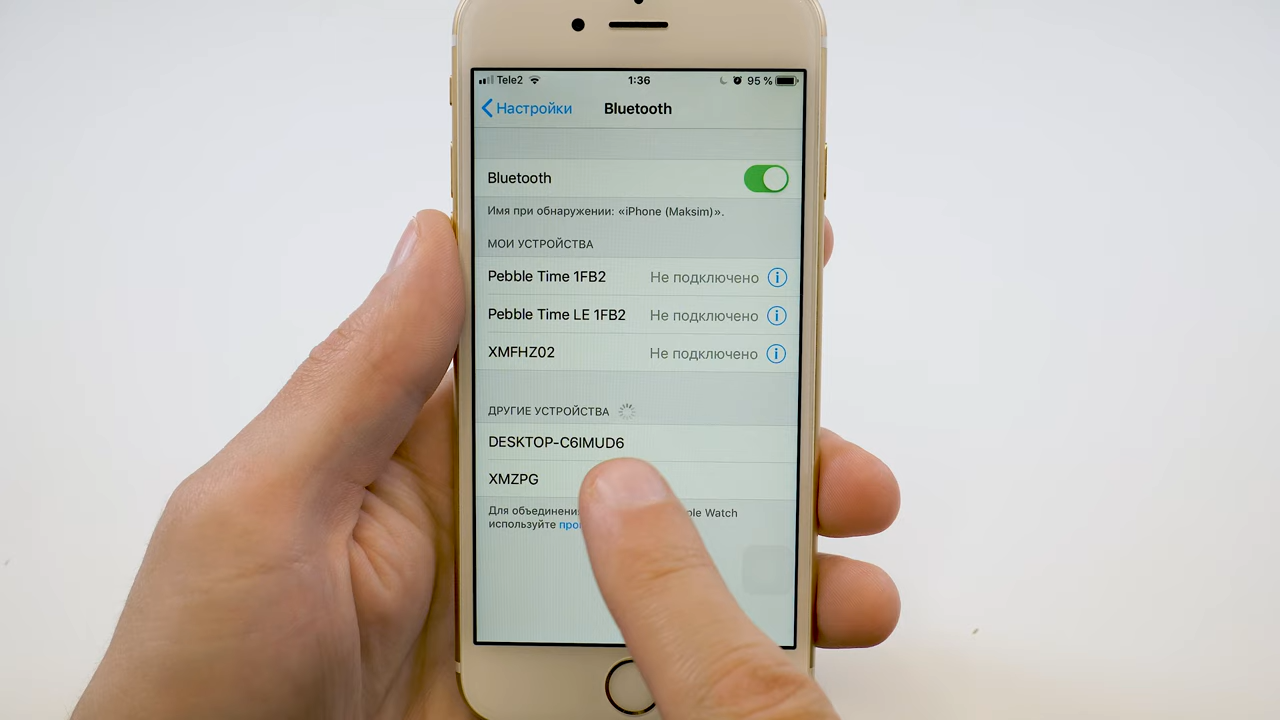 Tele2 1:36 95 %
Настройки Bluetooth
Bluetooth
Имя при обнаружении: «iPhone (Maksim)».
МОИ УСТРОЙСТВА
Pebble Time 1FB2 Не подключено
Pebble Time LE 1FB2 Не подключено
XMFHZ02 Не подключено
ДРУГИЕ УСТРОЙСТВА
DESKTOP-C6IMUD6
XMZPG
Для Watch
используйте